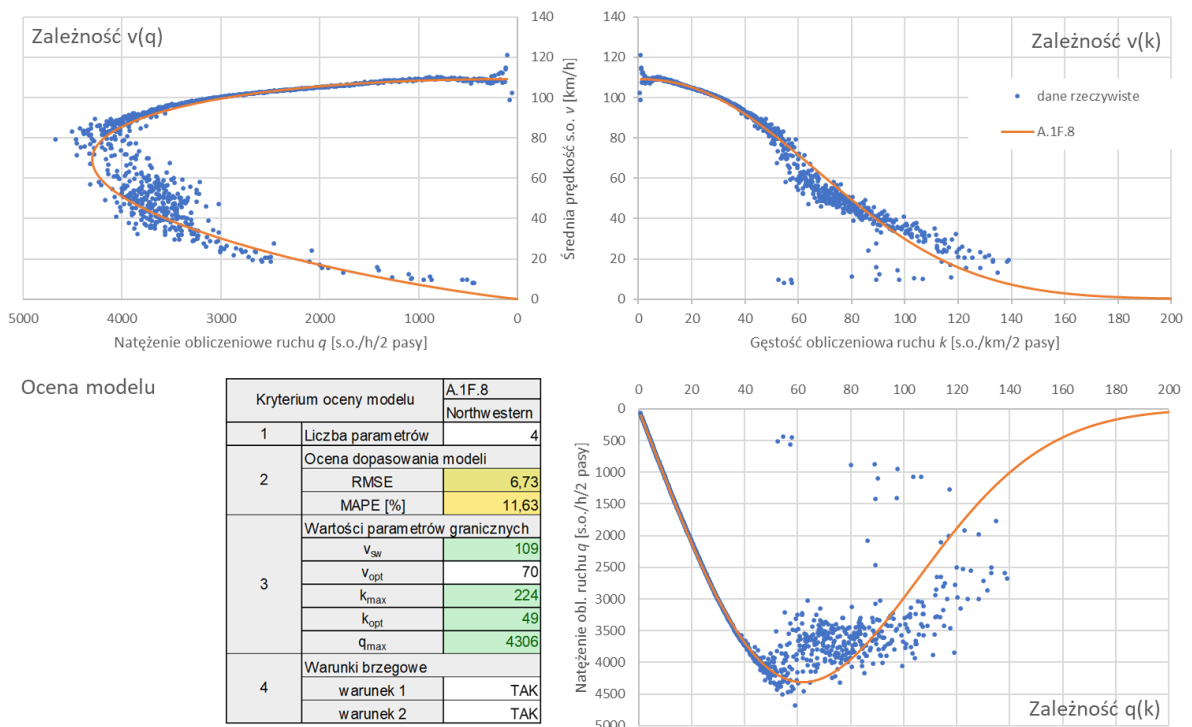 Zależność v(q)
140
120
100
80
60
40
20
0
Średnia prędkość s.o. v [km/h]
5000
4000
3000
2000
1000
0
Natężenie obliczeniowe ruchu q [s.o./h/2 pasy]
Zależność v(k)
dane rzeczywiste
A.1F.8
140
120
100
80
60
40
20
0
0
20
40
60
80
100
120
140
160
180
200
Gęstość obliczeniowa ruchu k [s.o./km/2 pasy]
Ocena modelu
Kryterium oceny modelu
A.1F.8
Northwestern
1
Liczba parametrów
4
2
Ocena dopasowania modeli
RMSE
6,73
MAPE [%]
11,63
3
Wartości parametrów granicznych
vsw
109
vopt
70
kmax
224
kopt
49
qmax
4306
4
Warunki brzegowe
warunek 1
TAK
warunek 2
TAK
0
20
40
60
80
100
120
140
160
180
200
0
500
1000
1500
2000
2500
3000
3500
4000
4500
5000
Natężenie obl. ruchu q [s.o./h/2 pasy]
Zależność q(k)